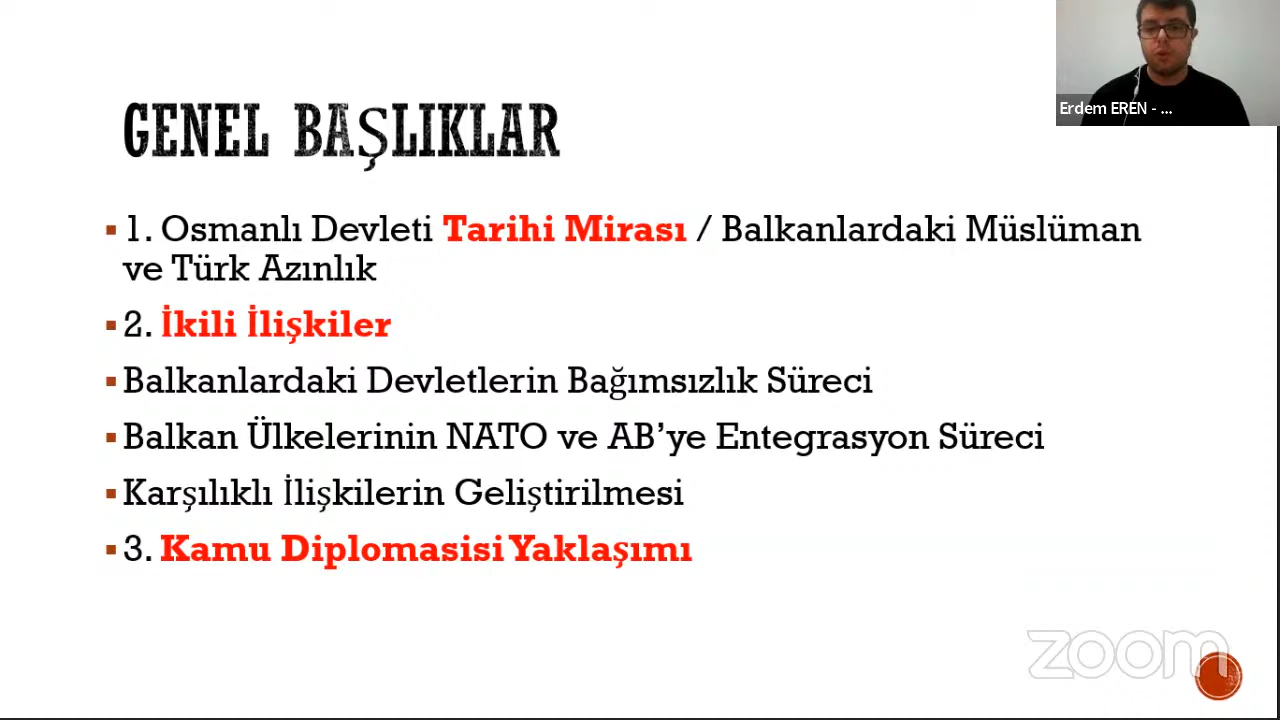 Erdem EREN - ...
GENEL BAŞLIKLAR
1. Osmanlı Devleti Tarihi Mirası / Balkanlardaki Müslüman
ve Türk Azınlık
2. İkili İlişkiler
Balkanlardaki Devletlerin Bağımsızlık Süreci
Balkan Ülkelerinin NATO ve AB’ye Entegrasyon Süreci
Karşılıklı İlişkilerin Geliştirilmesi
3. Kamu Diplomasisi Yaklaşımı
zoom